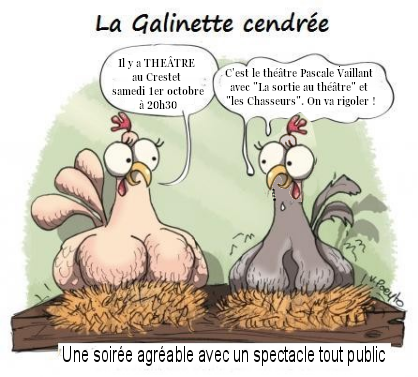 La Galinette cendrée
Il y a THEÂTRE
au Crestet
samedi 1er octobre
à 20h30
C'est le théâtre Pascale Vaillant
avec "La sortie au théâtre" et
"les Chasseurs". On va rigoler !
Une soirée agréable avec un spectacle tout public